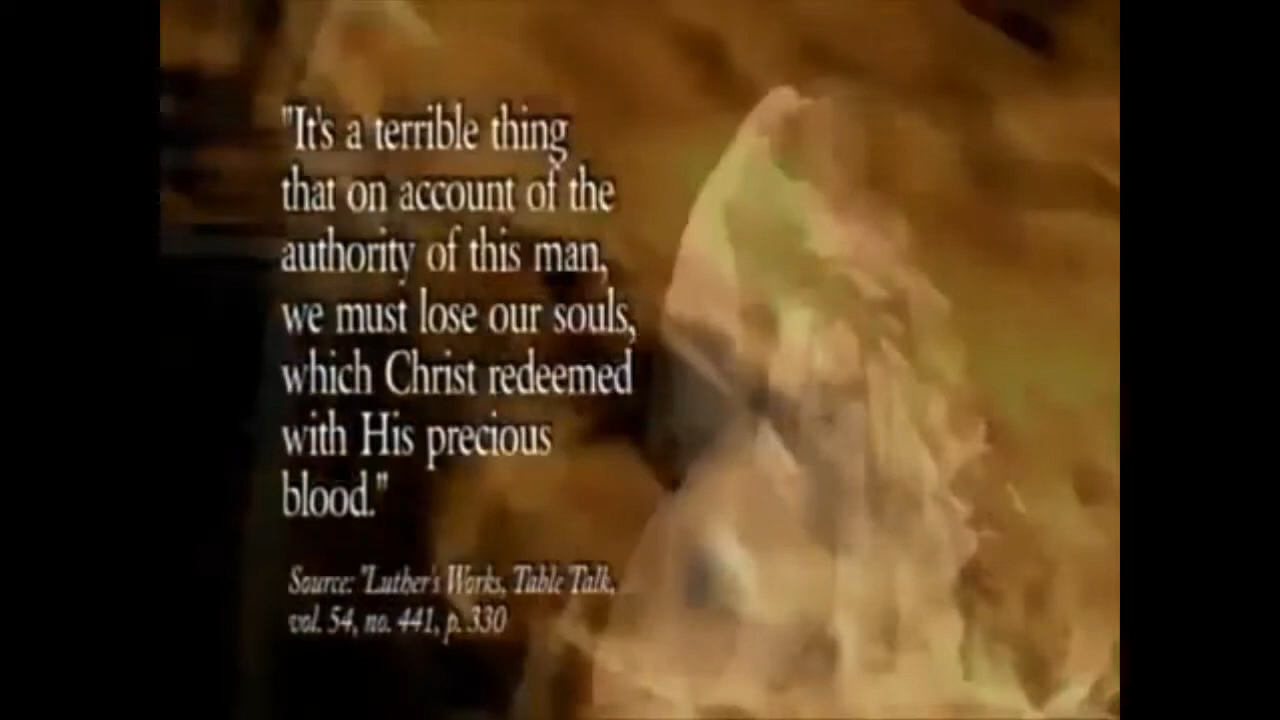 "It's a terrible thing
that on account of the
authority of this man,
we must lose our souls,
which Christ redeemed
with His precious
blood."
Source: "Luther's Works, Table Talk,
vol. 54, no. 441, p. 330